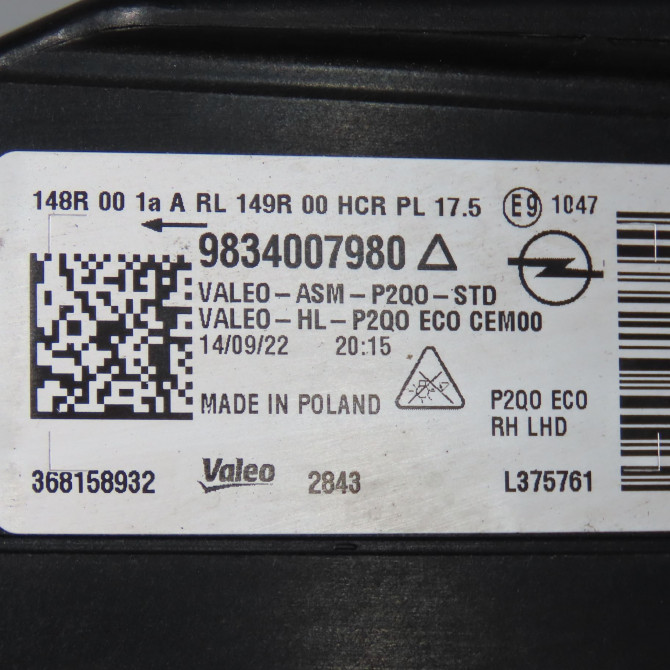 148R 00 1a A RL 149R 00 HCR PL 17.5 E9 1047
9834007980
VALEO-ASM-P2QO-STD
VALEO-HL-P2QO ECO CEM00
14/09/22 20:15
MADE IN POLAND
P2QO ECO
RH LHD
368158932 Valeo 2843 L375761